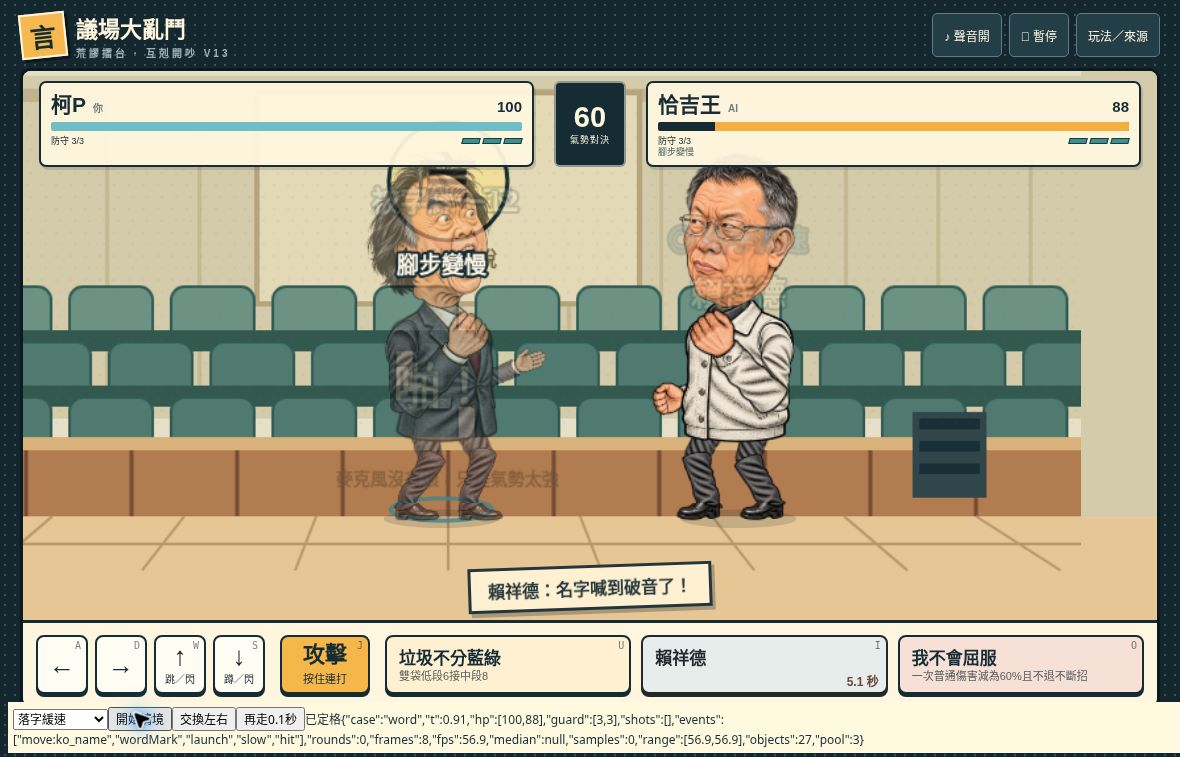 言
議場大亂鬥
荒謬擂台 · 互剋開吵 V13
♪ 聲音開
暫停
玩法／來源
柯P 你
100
防守 3/3
60
氣勢對決
恰吉王 AI
88
防守 3/3
腳步變慢
腳步變慢
麥克風沒
氣勢太強
賴祥德：名字喊到破音了！
A
←
D
→
W
↑
跳／閃
S
↓
蹲／閃
J
攻擊
按住連打
U
垃圾不分藍綠
雙袋低段6接中段8
I
賴祥德
5.1 秒
O
我不會屈服
一次普通傷害減為60%且不退不斷招
落字緩速
交換左右
再走0.1秒
已定格{"case":"word","t":0.91,"hp":[100,88],"guard":[3,3],"shots":[],"events":
["move:ko_name","wordMark","launch","slow","hit"],"rounds":0,"frames":8,"fps":56.9,"median":null,"samples":0,"range":[56.9,56.9],"objects":27,"pool":3}